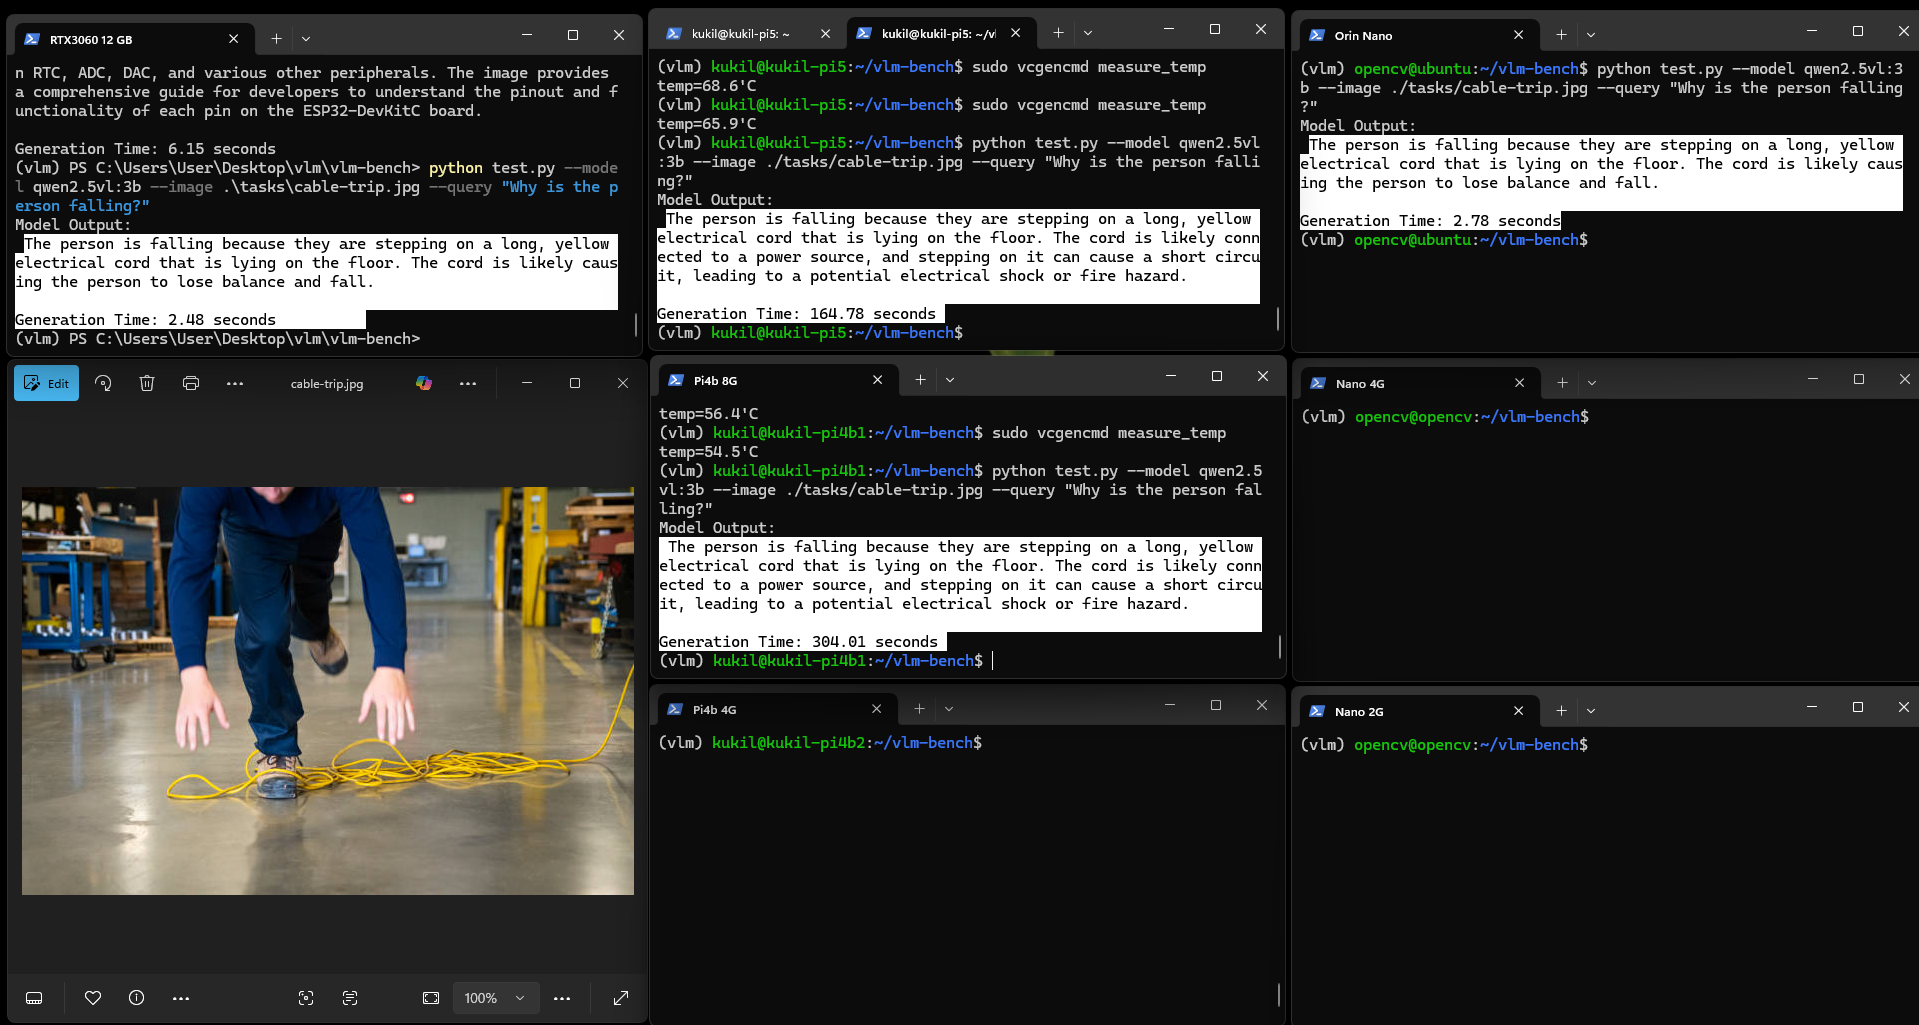 RTX3060 12 GB
n RTC, ADC, DAC, and various other peripherals. The image provides
a comprehensive guide for developers to understand the pinout and f
unctionality of each pin on the ESP32-DevKitC board.
Generation Time: 6.15 seconds
(vlm) PS C:\Users\User\Desktop\vlm\vlm-bench> python test.py --mode
l qwen2.5vl:3b --image .\tasks\cable-trip.jpg --query "Why is the p
erson falling?"
Model Output:
The person is falling because they are stepping on a long, yellow
electrical cord that is lying on the floor. The cord is likely caus
ing the person to lose balance and fall.
Generation Time: 2.48 seconds
(vlm) PS C:\Users\User\Desktop\vlm\vlm-bench>
Edit
cable-trip.jpg
100%
kukil@kukil-pi5: ~
kukil@kukil-pi5: ~/vl
(vlm) kukil@kukil-pi5:~/vlm-bench$ sudo vcgencmd measure_temp
temp=68.6'C
(vlm) kukil@kukil-pi5:~/vlm-bench$ sudo vcgencmd measure_temp
temp=65.9'C
(vlm) kukil@kukil-pi5:~/vlm-bench$ python test.py --model qwen2.5vl
:3b --image ./tasks/cable-trip.jpg --query "Why is the person falli
ng?"
Model Output:
The person is falling because they are stepping on a long, yellow
electrical cord that is lying on the floor. The cord is likely conn
ected to a power source, and stepping on it can cause a short circu
it, leading to a potential electrical shock or fire hazard.
Generation Time: 164.78 seconds
(vlm) kukil@kukil-pi5:~/vlm-bench$
Pi4b 8G
temp=56.4'C
(vlm) kukil@kukil-pi4b1:~/vlm-bench$ sudo vcgencmd measure_temp
temp=54.5'C
(vlm) kukil@kukil-pi4b1:~/vlm-bench$ python test.py --model qwen2.5
vl:3b --image ./tasks/cable-trip.jpg --query "Why is the person fal
ling?"
Model Output:
The person is falling because they are stepping on a long, yellow
electrical cord that is lying on the floor. The cord is likely conn
ected to a power source, and stepping on it can cause a short circu
it, leading to a potential electrical shock or fire hazard.
Generation Time: 304.01 seconds
(vlm) kukil@kukil-pi4b1:~/vlm-bench$
Pi4b 4G
(vlm) kukil@kukil-pi4b2:~/vlm-bench$
Orin Nano
(vlm) opencv@ubuntu:~/vlm-bench$ python test.py --model qwen2.5vl:3
b --image ./tasks/cable-trip.jpg --query "Why is the person falling
?"
Model Output:
The person is falling because they are stepping on a long, yellow
electrical cord that is lying on the floor. The cord is likely caus
ing the person to lose balance and fall.
Generation Time: 2.78 seconds
(vlm) opencv@ubuntu:~/vlm-bench$
Nano 4G
(vlm) opencv@opencv:~/vlm-bench$
Nano 2G
(vlm) opencv@opencv:~/vlm-bench$